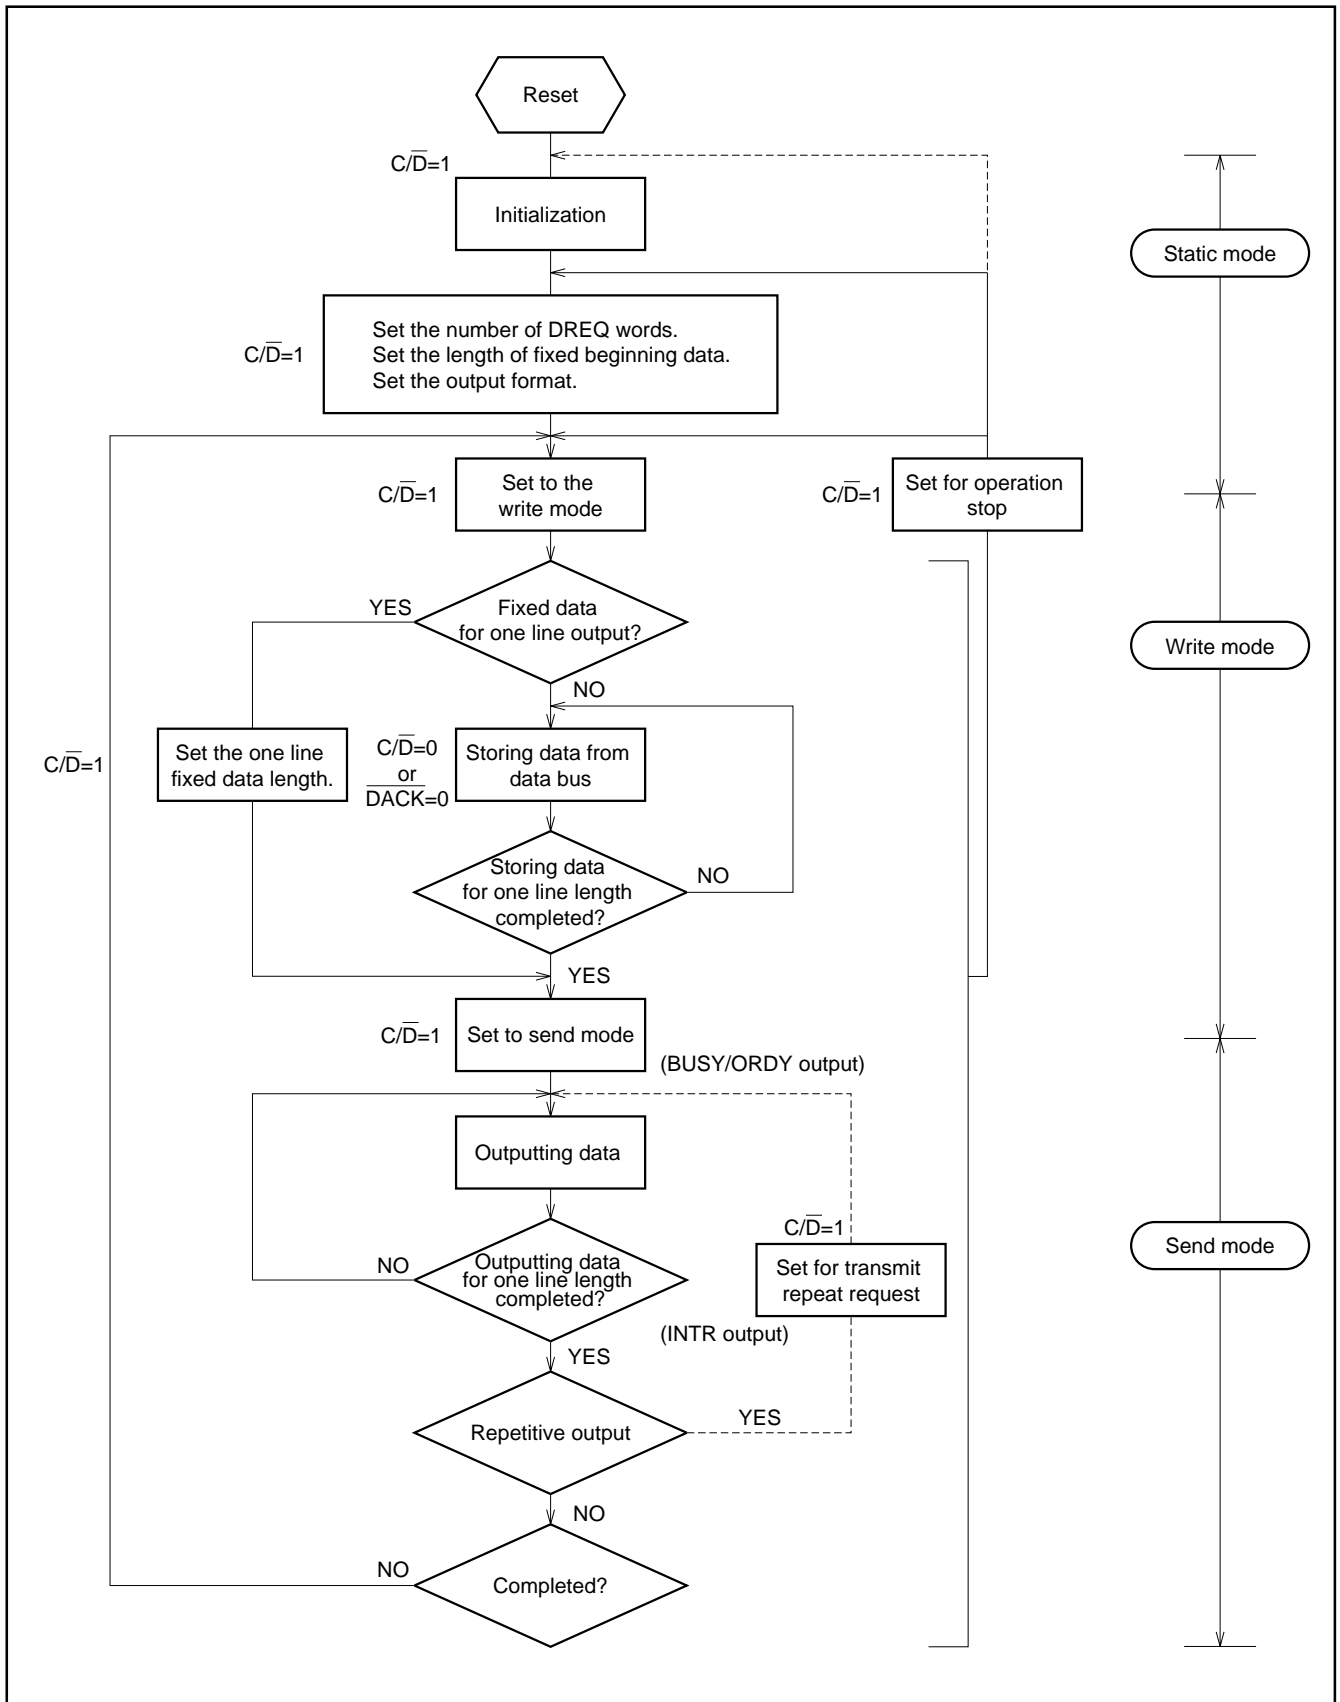 Reset
C/D̅=1
Initialization
Static mode
Set the number of DREQ words.
C/D̅=1
Set the length of fixed beginning data.
Set the output format.
C/D̅=1
Set to the
write mode
C/D̅=1
Set for operation
stop
YES
Fixed data
for one line output?
Write mode
NO
C/D̅=1
Set the one line
fixed data length.
C/D̅=0
or
D̅A̅C̅K̅=0
Storing data from
data bus
Storing data
for one line length
completed?
NO
YES
C/D̅=1
Set to send mode
(BUSY/ORDY output)
Outputting data
C/D̅=1
Set for transmit
repeat request
Send mode
NO
Outputting data
for one line length
completed?
(INTR output)
YES
Repetitive output
YES
NO
NO
Completed?